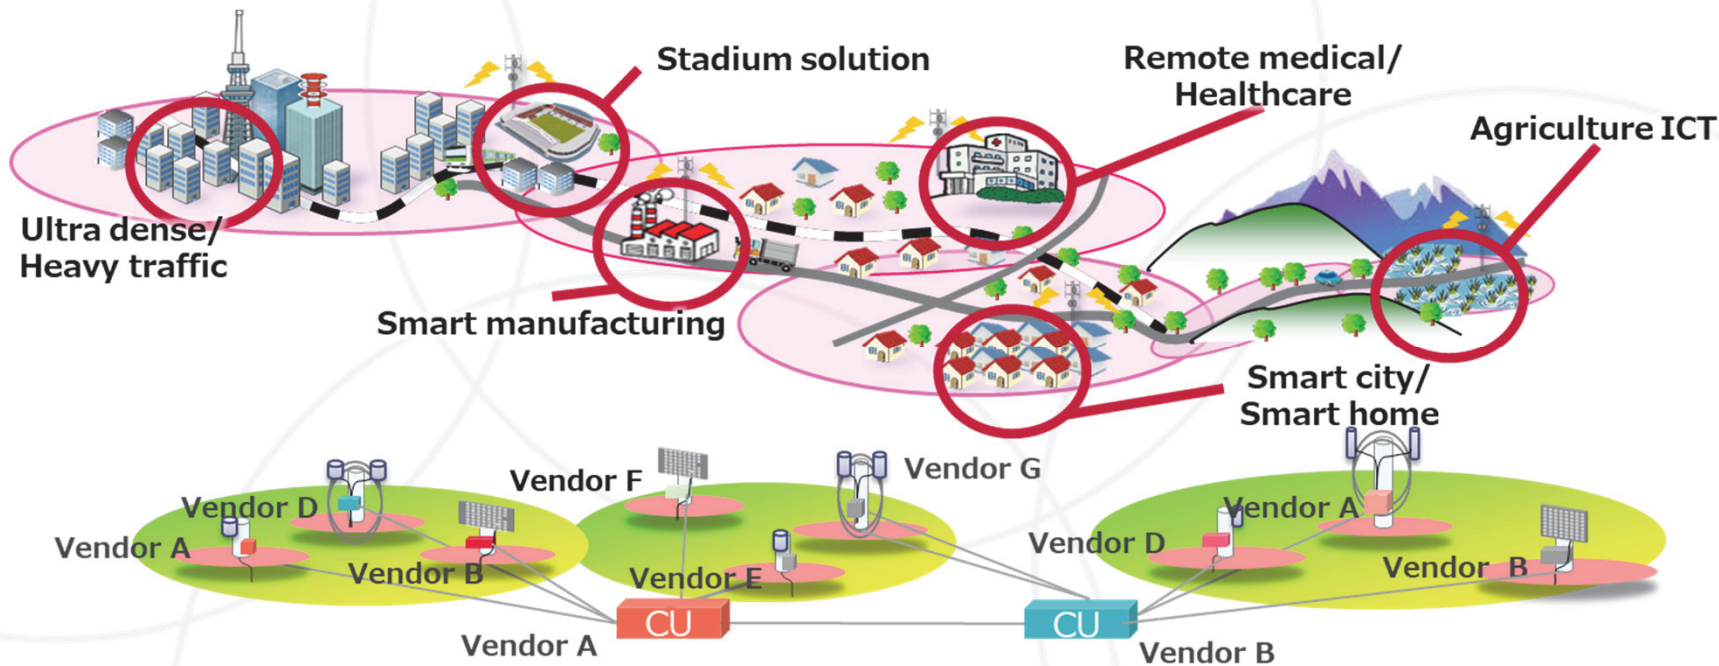 Stadium solution
Remote medical/
Healthcare
Agriculture ICT
Ultra dense/
Heavy traffic
Smart manufacturing
Smart city/
Smart home
Vendor F
Vendor G
Vendor D
Vendor A
Vendor A
Vendor D
Vendor B
Vendor E
Vendor B
CU
CU
Vendor A
Vendor B